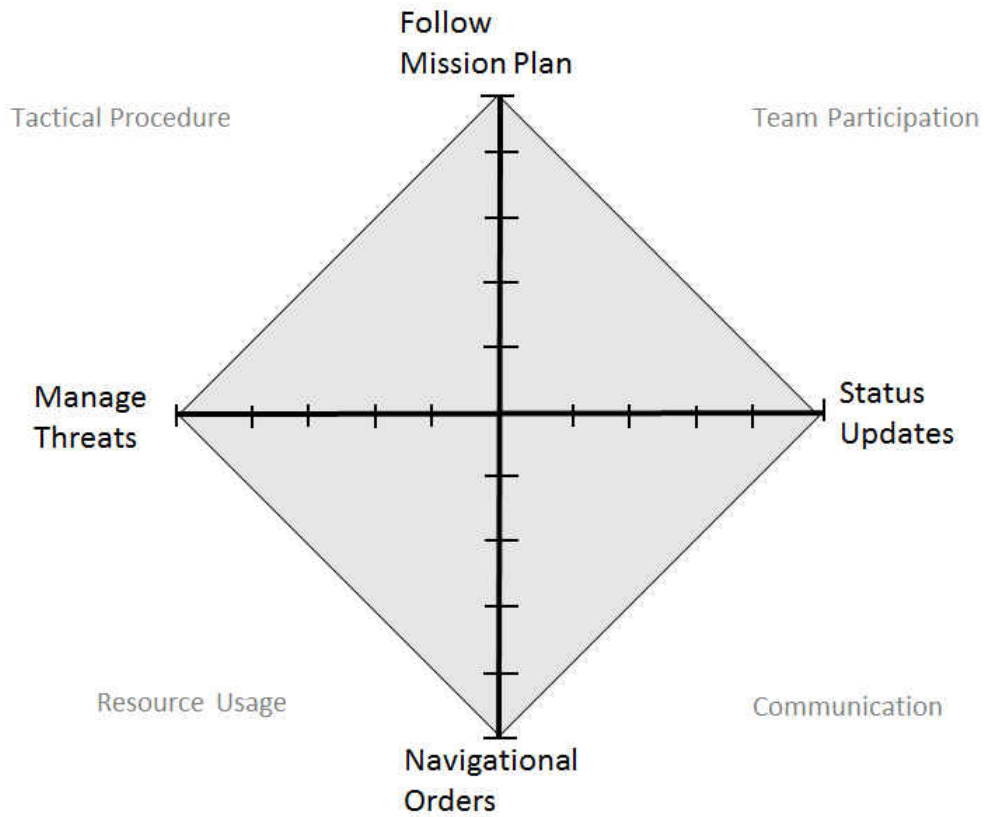 Follow
Mission Plan
Tactical Procedure
Team Participation
Manage
Threats
Status
Updates
Resource Usage
Communication
Navigational
Orders